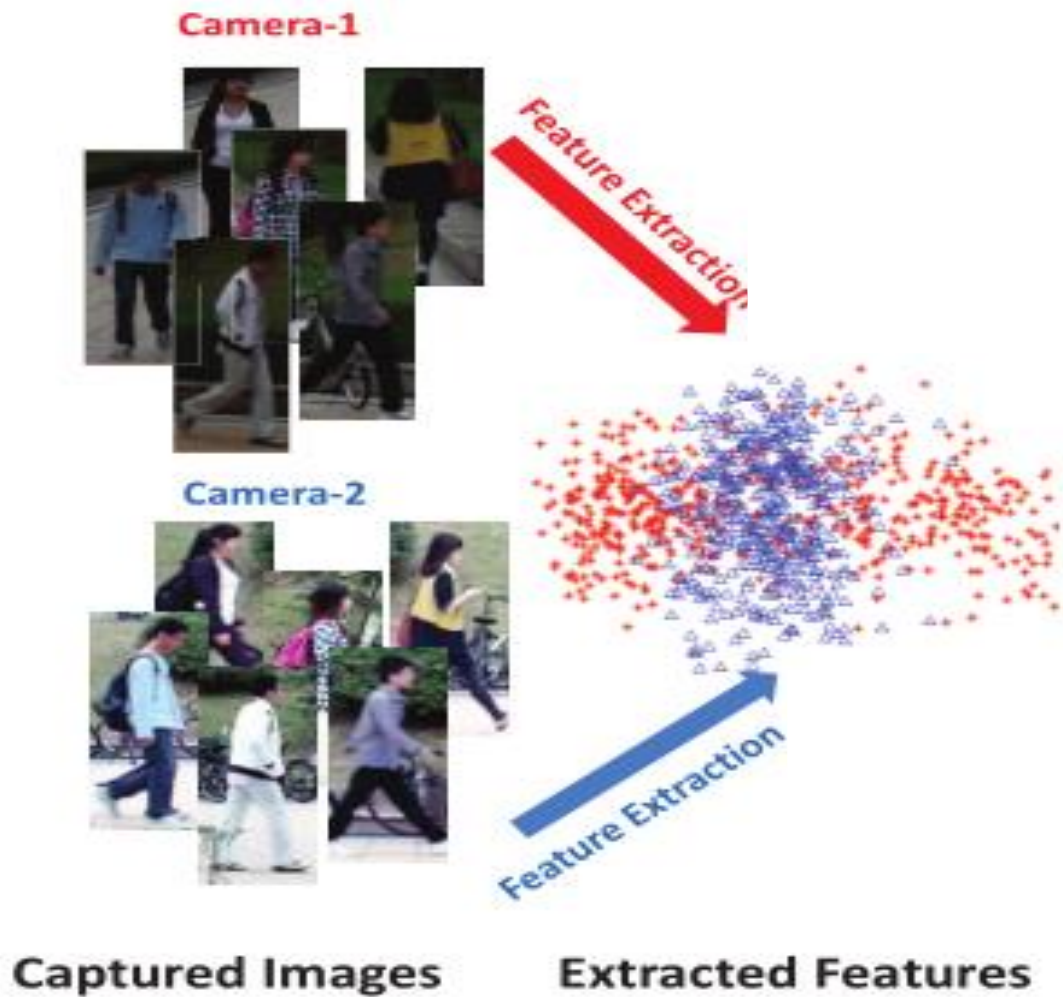 Camera-1
Feature Extraction
Camera-2
Feature Extraction
Captured Images
Extracted Features